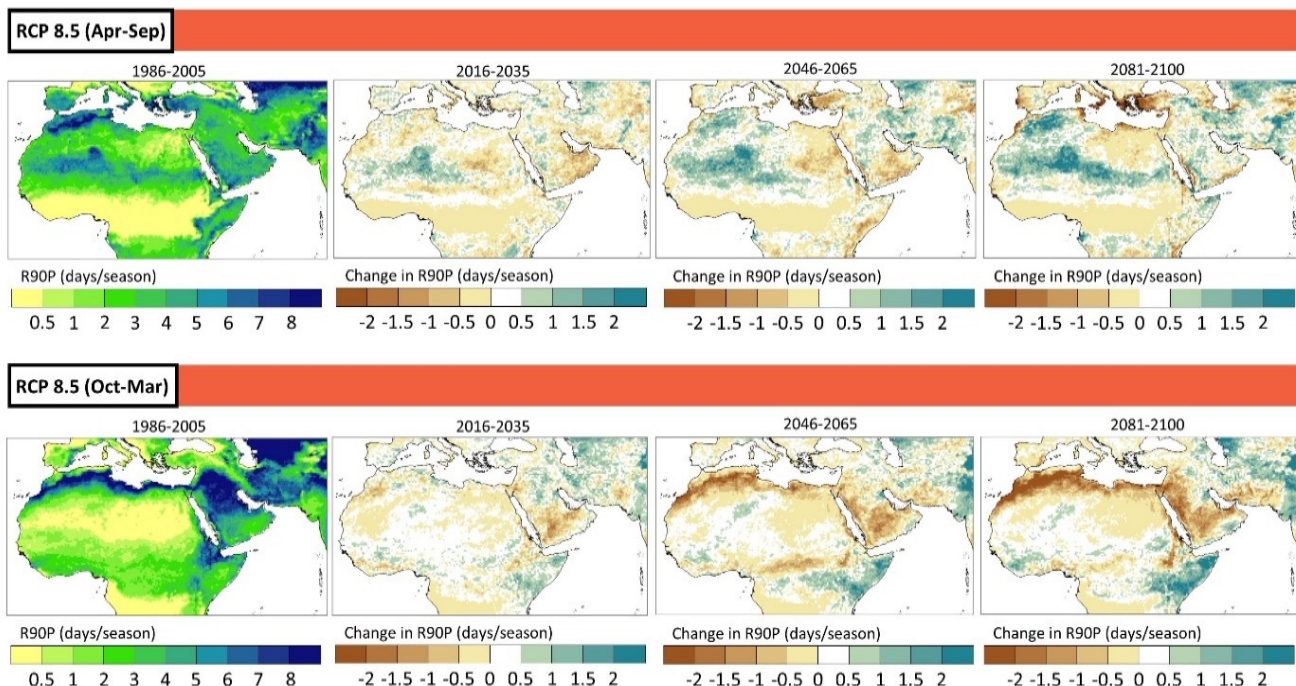 RCP 8.5 (Apr-Sep)
1986-2005 2016-2035 2046-2065 2081-2100
R90P (days/season) Change in R90P (days/season) Change in R90P (days/season) Change in R90P (days/season)
0.5 1 2 3 4 5 6 7 8 -2 -1.5 -1 -0.5 0 0.5 1 1.5 2 -2 -1.5 -1 -0.5 0 0.5 1 1.5 2 -2 -1.5 -1 -0.5 0 0.5 1 1.5 2
RCP 8.5 (Oct-Mar)
1986-2005 2016-2035 2046-2065 2081-2100
R90P (days/season) Change in R90P (days/season) Change in R90P (days/season) Change in R90P (days/season)
0.5 1 2 3 4 5 6 7 8 -2 -1.5 -1 -0.5 0 0.5 1 1.5 2 -2 -1.5 -1 -0.5 0 0.5 1 1.5 2 -2 -1.5 -1 -0.5 0 0.5 1 1.5 2